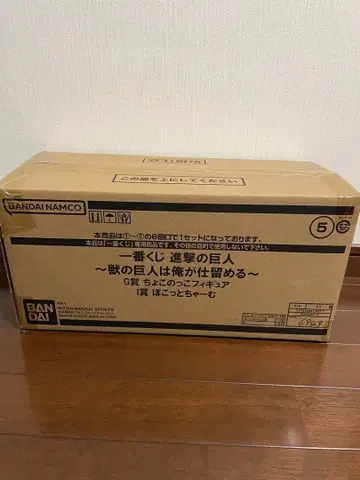 この面を上にしてください
BANDAI NAMCO
5
本商品は①~⑥の6個口で1セットになっております。
本品は「一番くじ」専用商品です。その他の目的で使用しないで下さい。
一番くじ 進撃の巨人
~獣の巨人は俺が仕留める~
G賞 ちょこのっこフィギュア
I賞 ぽこっとちゃーむ
BAN
DAI